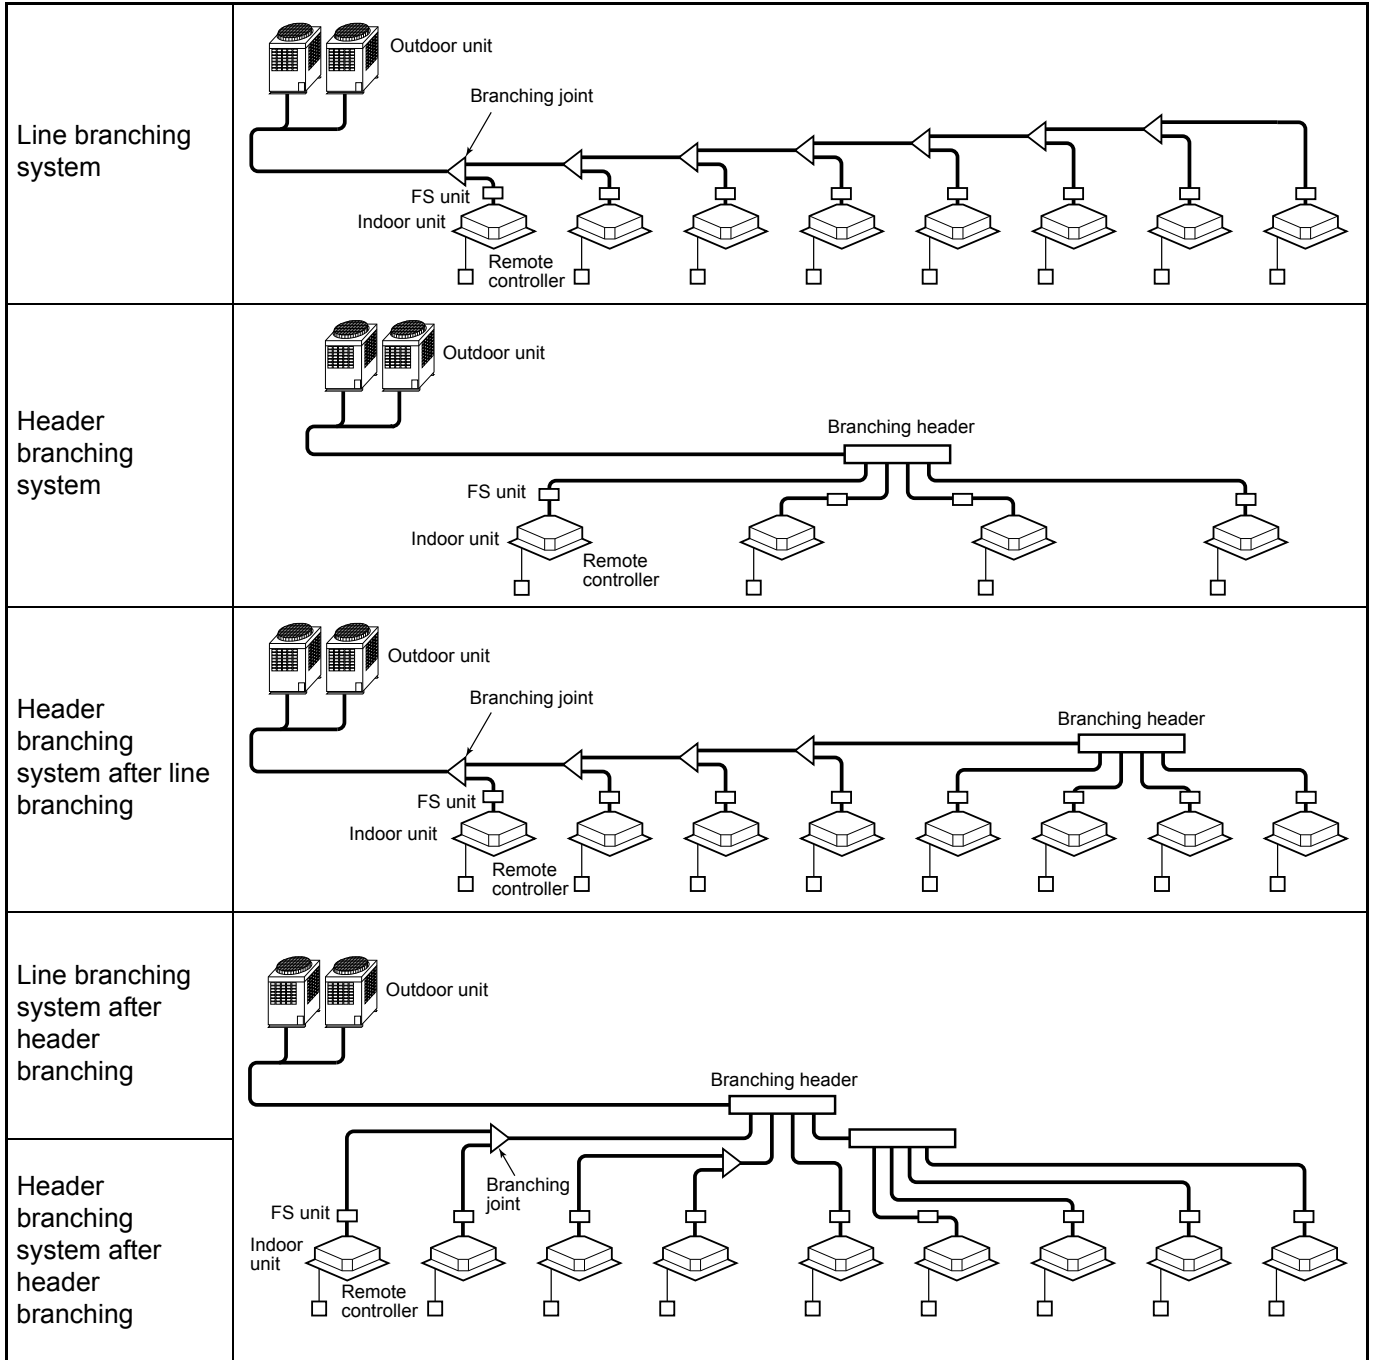 Line branching
system
Outdoor unit
Branching joint
FS unit
Indoor unit
Remote
controller
Header
branching
system
Outdoor unit
Branching header
FS unit
Indoor unit
Remote
controller
Header
branching
system after line
branching
Outdoor unit
Branching joint
Branching header
FS unit
Indoor unit
Remote
controller
Line branching
system after
header
branching
Header
branching
system after
header
branching
Outdoor unit
Branching header
Branching
joint
FS unit
Indoor
unit
Remote
controller